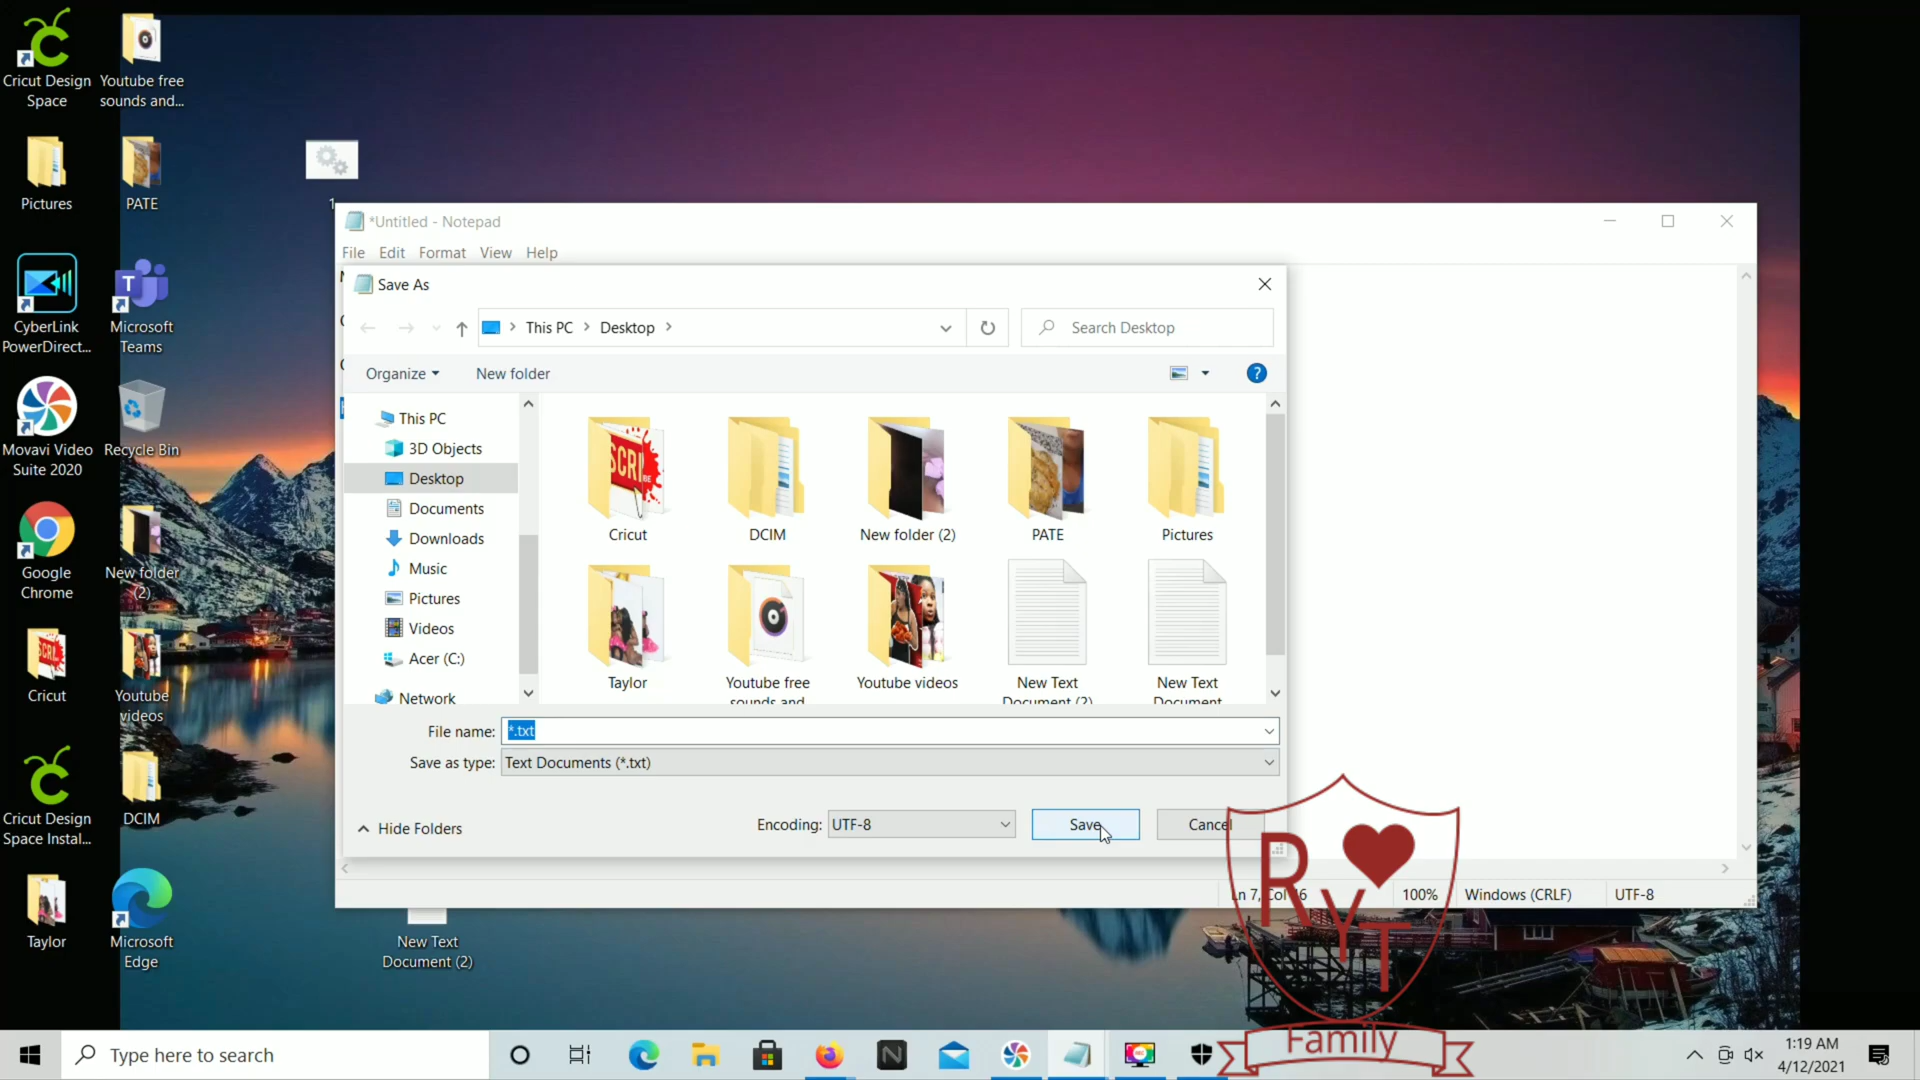 Cricut Design
Space
Youtube free
sounds and...
Pictures
PATE
1
CyberLink
PowerDirect...
Microsoft
Teams
Movavi Video
Suite 2020
Recycle Bin
Google
Chrome
New folder
(2)
Cricut
Youtube
videos
Cricut Design
Space Instal...
DCIM
Taylor
Microsoft
Edge
New Text
Document (2)
*Untitled - Notepad
File Edit Format View Help
Save As
This PC > Desktop >
Search Desktop
Organize
New folder
This PC
3D Objects
Desktop
Documents
Downloads
Music
Pictures
Videos
Acer (C:)
Network
SCRI
BE
Cricut
DCIM
New folder (2)
PATE
Pictures
Taylor
Youtube free
sounds and
Youtube videos
New Text
Document (2)
New Text
Document
File name: *.txt
Save as type: Text Documents (*.txt)
Hide Folders
Encoding: UTF-8
Save
Cancel
Ln 7, Col 46
100%
Windows (CRLF)
UTF-8
R
Y
T
Family
Type here to search
1:19 AM
4/12/2021